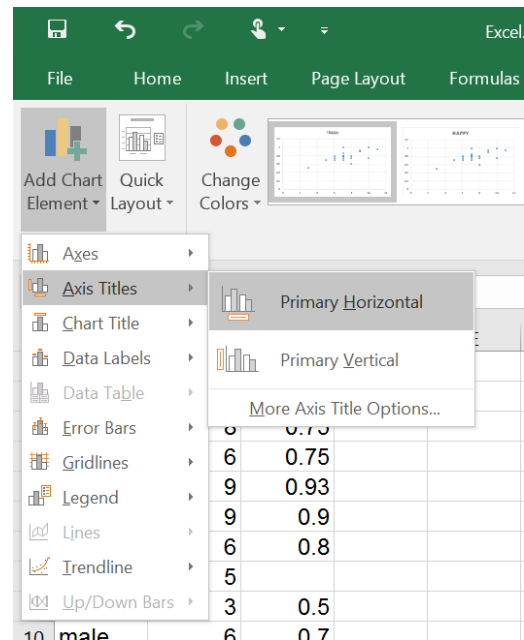 Excel.
File Home Insert Page Layout Formulas
HAPPY
Add Chart Element Quick Layout Change Colors
Axes
Axis Titles
Chart Title
Data Labels
Data Table
Error Bars
Gridlines
Legend
Lines
Trendline
Up/Down Bars
Primary Horizontal
Primary Vertical
More Axis Title Options...
E
8 0.75
6 0.75
9 0.93
9 0.9
6 0.8
5
3 0.5
10 male 6 0.7